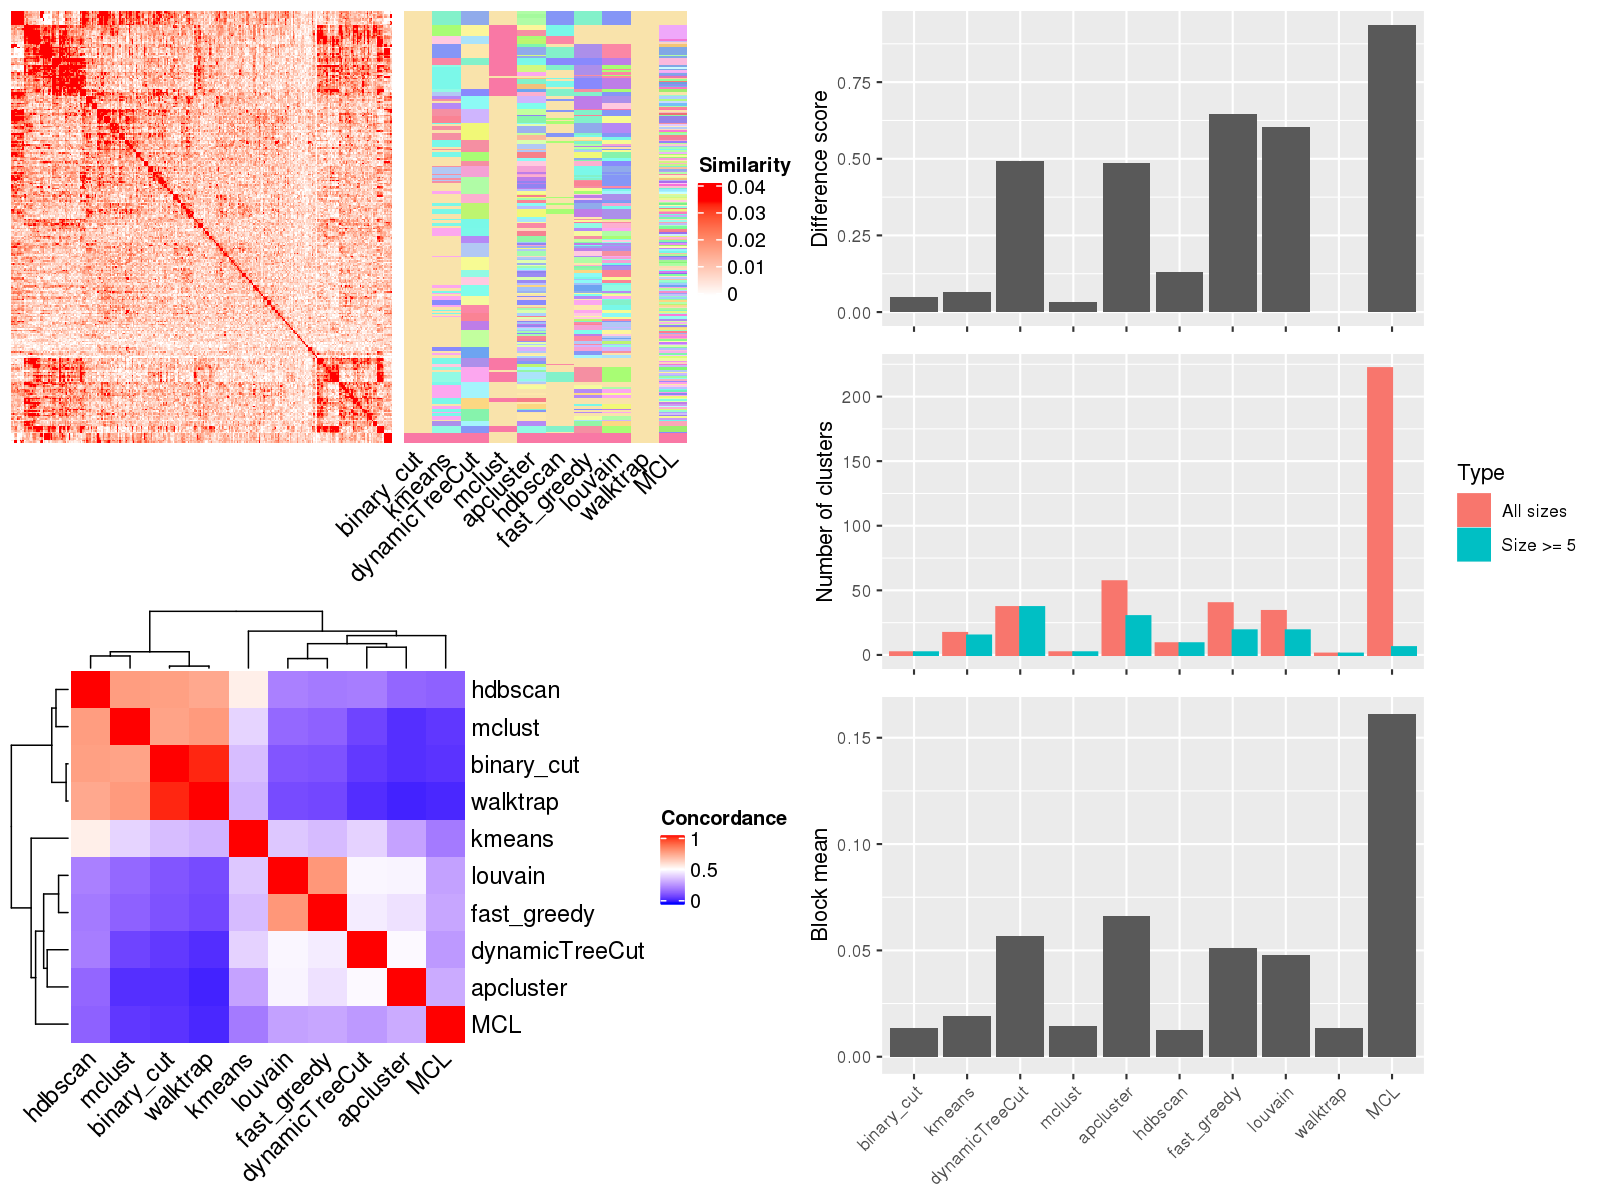 Similarity
0.04
0.03
0.02
0.01
0
binary_cut
kmeans
dynamicTreeCut
mclust
apcluster
hdbscan
fast_greedy
louvain
walktrap
MCL
hdbscan
mclust
binary_cut
walktrap
kmeans
louvain
fast_greedy
dynamicTreeCut
apcluster
MCL
hdbscan
mclust
binary_cut
walktrap
kmeans
louvain
fast_greedy
dynamicTreeCut
apcluster
MCL
Concordance
1
0.5
0
Difference score
0.75
0.50
0.25
0.00
Number of clusters
200
150
100
50
0
Type
All sizes
Size >= 5
Block mean
0.15
0.10
0.05
0.00
binary_cut
kmeans
dynamicTreeCut
mclust
apcluster
hdbscan
fast_greedy
louvain
walktrap
MCL